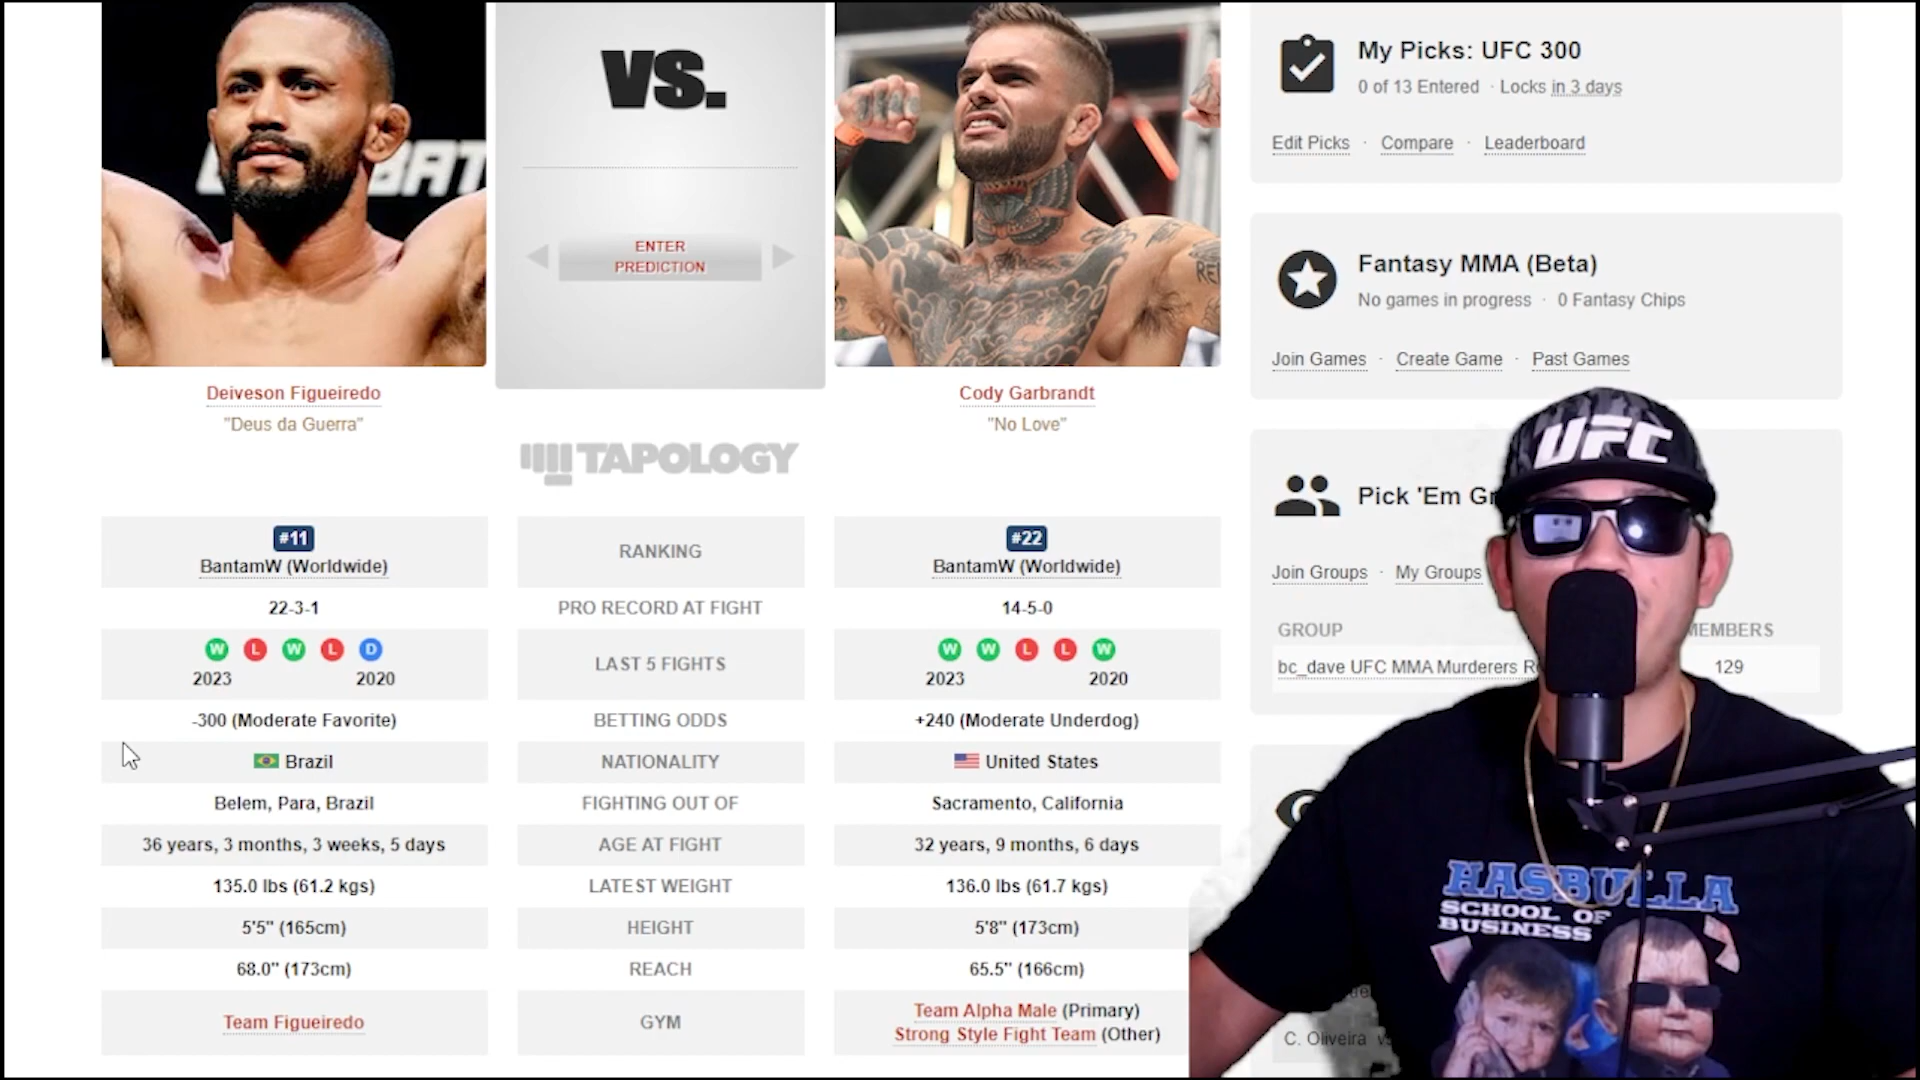 BAT
VS.
ENTER
PREDICTION
Deiveson Figueiredo
"Deus da Guerra"
Cody Garbrandt
"No Love"
TAPOLOGY
#11
BantamW (Worldwide)
RANKING
#22
BantamW (Worldwide)
22-3-1
PRO RECORD AT FIGHT
14-5-0
W L W L D
2023 2020
LAST 5 FIGHTS
W W L L W
2023 2020
-300 (Moderate Favorite)
BETTING ODDS
+240 (Moderate Underdog)
Brazil
NATIONALITY
United States
Belem, Para, Brazil
FIGHTING OUT OF
Sacramento, California
36 years, 3 months, 3 weeks, 5 days
AGE AT FIGHT
32 years, 9 months, 6 days
135.0 lbs (61.2 kgs)
LATEST WEIGHT
136.0 lbs (61.7 kgs)
5'5" (165cm)
HEIGHT
5'8" (173cm)
68.0" (173cm)
REACH
65.5" (166cm)
Team Figueiredo
GYM
Team Alpha Male (Primary)
Strong Style Fight Team (Other)
My Picks: UFC 300
0 of 13 Entered · Locks in 3 days
Edit Picks · Compare · Leaderboard
Fantasy MMA (Beta)
No games in progress · 0 Fantasy Chips
Join Games · Create Game · Past Games
Pick 'Em Gr
Join Groups · My Groups
GROUP
MEMBERS
bc_dave UFC MMA Murderers R
129
C. Oliveira
UFC
HASBULLA
SCHOOL OF
BUSINESS